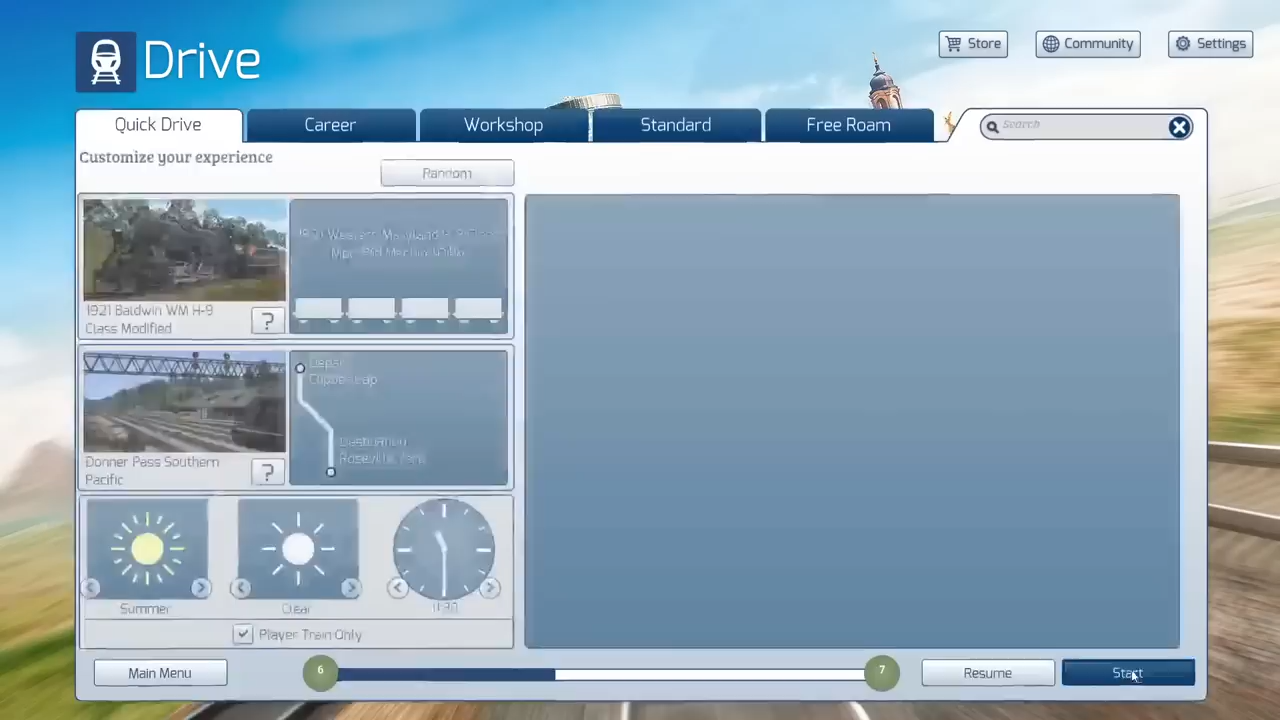 Drive
Store
Community
Settings
Quick Drive
Career
Workshop
Standard
Free Roam
Search
Customize your experience
Random
1921 Baldwin WM H-9
Class Modified
?
Donner Pass Southern
Pacific
?
Summer
Clear
Player Train Only
Main Menu
6
7
Resume
Start